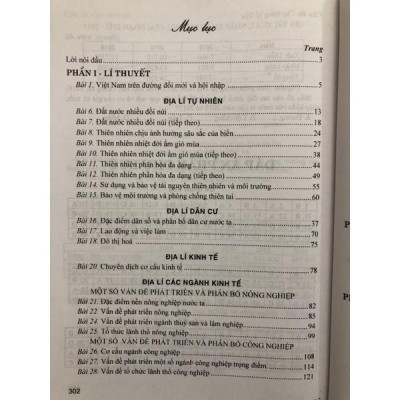 Mục lục
Trang
Lời nói đầu 3
PHẦN I - LÍ THUYẾT
Bài 1. Việt Nam trên đường đổi mới và hội nhập 5
ĐỊA LÍ TỰ NHIÊN
Bài 6. Đất nước nhiều đồi núi 13
Bài 7. Đất nước nhiều đồi núi (tiếp theo) 18
Bài 8. Thiên nhiên chịu ảnh hưởng sâu sắc của biển 24
Bài 9. Thiên nhiên nhiệt đới ẩm gió mùa 27
Bài 10. Thiên nhiên nhiệt đới ẩm gió mùa (tiếp theo) 38
Bài 11. Thiên nhiên phân hóa đa dạng 44
Bài 12. Thiên nhiên phân hóa đa dạng (tiếp theo) 50
Bài 14. Sử dụng và bảo vệ tài nguyên thiên nhiên và môi trường 55
Bài 15. Bảo vệ môi trường và phòng chống thiên tai 60
ĐỊA LÍ DÂN CƯ
Bài 16. Đặc điểm dân số và phân bố dân cư nước ta 37
Bài 17. Lao động và việc làm 70
Bài 18. Đô thị hoá 75
ĐỊA LÍ KINH TẾ
Bài 20. Chuyển dịch cơ cấu kinh tế 78
ĐỊA LÍ CÁC NGÀNH KINH TẾ
MỘT SỐ VẤN ĐỀ PHÁT TRIỂN VÀ PHÂN BỐ NÔNG NGHIỆP
Bài 21. Đặc điểm nền nông nghiệp nước ta 82
Bài 22. Vấn đề phát triển nông nghiệp 85
Bài 24. Vấn đề phát triển ngành thuỷ sản và lâm nghiệp 94
Bài 25. Tổ chức lãnh thổ nông nghiệp 99
MỘT SỐ VẤN ĐỀ PHÁT TRIỂN VÀ PHÂN BỐ CÔNG NGHIỆP
Bài 26. Cơ cấu ngành công nghiệp 108
Bài 27. Vấn đề phát triển một số ngành công nghiệp trọng điểm 114
Bài 28. Vấn đề tổ chức lãnh thổ công nghiệp 121
302